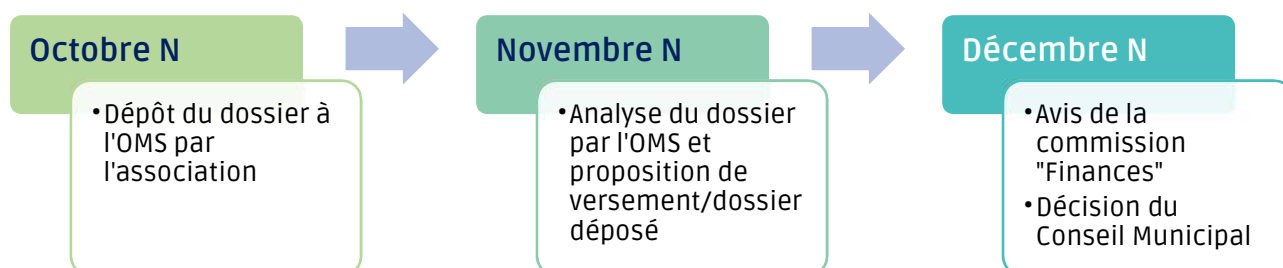 Octobre N
•Dépôt du dossier à
l'OMS par
l'association
Novembre N
•Analyse du dossier
par l'OMS et
proposition de
versement/dossier
déposé
Décembre N
•Avis de la
commission
"Finances"
•Décision du
Conseil Municipal